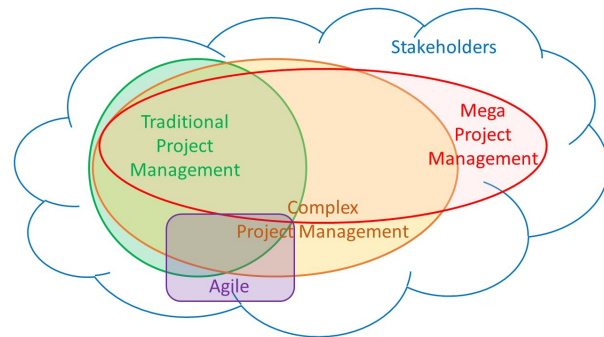 Stakeholders
Traditional
Project
Management
Mega
Project
Management
Complex
Project Management
Agile